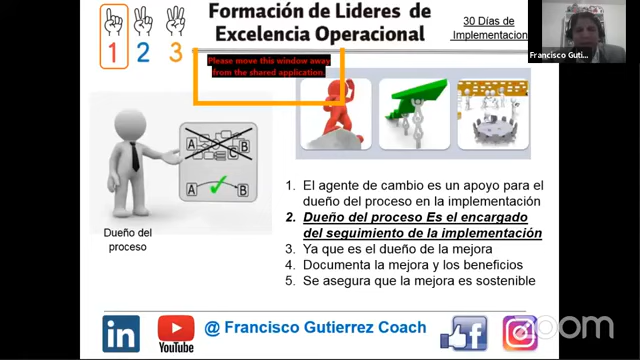 Formación de Lideres de
Excelencia Operacional
30 Días de
Implementacion
1 2 3
Please move this window away
from the shared application.
Francisco Guti...
A B
C
A B
Dueño del
proceso
1. El agente de cambio es un apoyo para el
dueño del proceso en la implementación
2. Dueño del proceso Es el encargado
del seguimiento de la implementación
3. Ya que es el dueño de la mejora
4. Documenta la mejora y los beneficios
5. Se asegura que la mejora es sostenible
in
YouTube
@ Francisco Gutierrez Coach
f
zoom